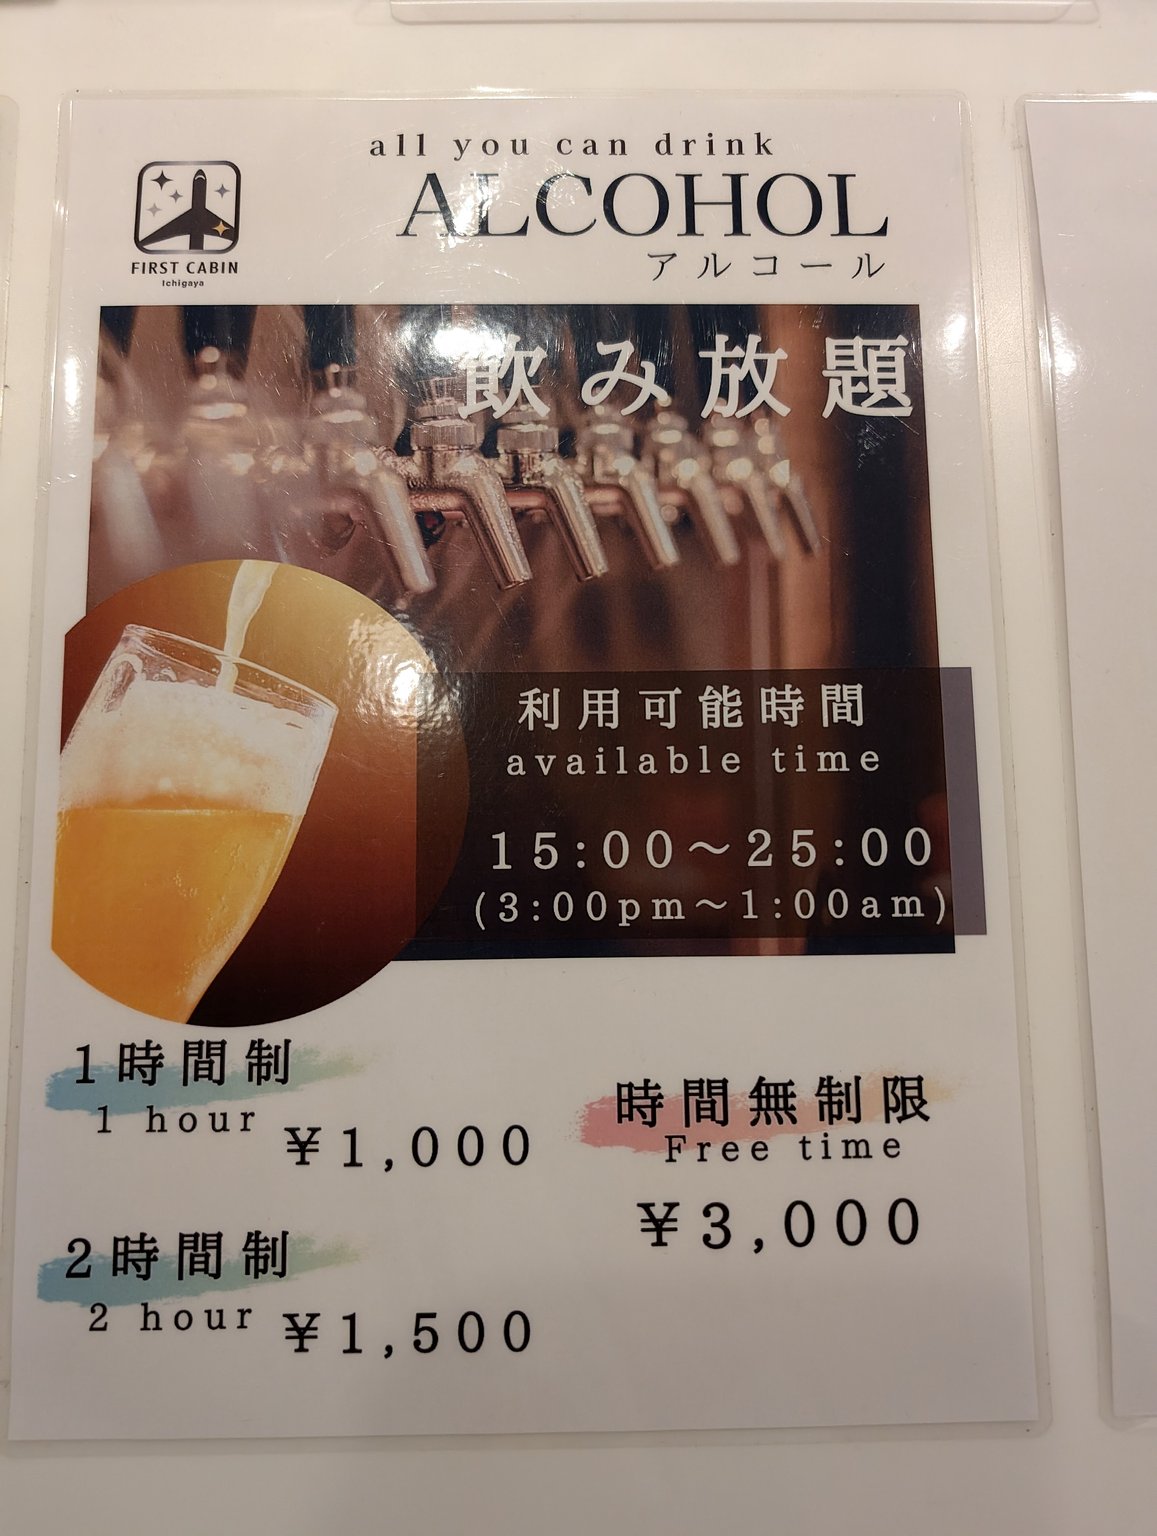 all you can drink
ALCOHOL
アルコール
FIRST CABIN
Ichigaya
飲み放題
利用可能時間
available time
15:00～25:00
(3:00pm～1:00am)
1時間制
1 hour
¥1,000
時間無制限
Free time
¥3,000
2時間制
2 hour
¥1,500